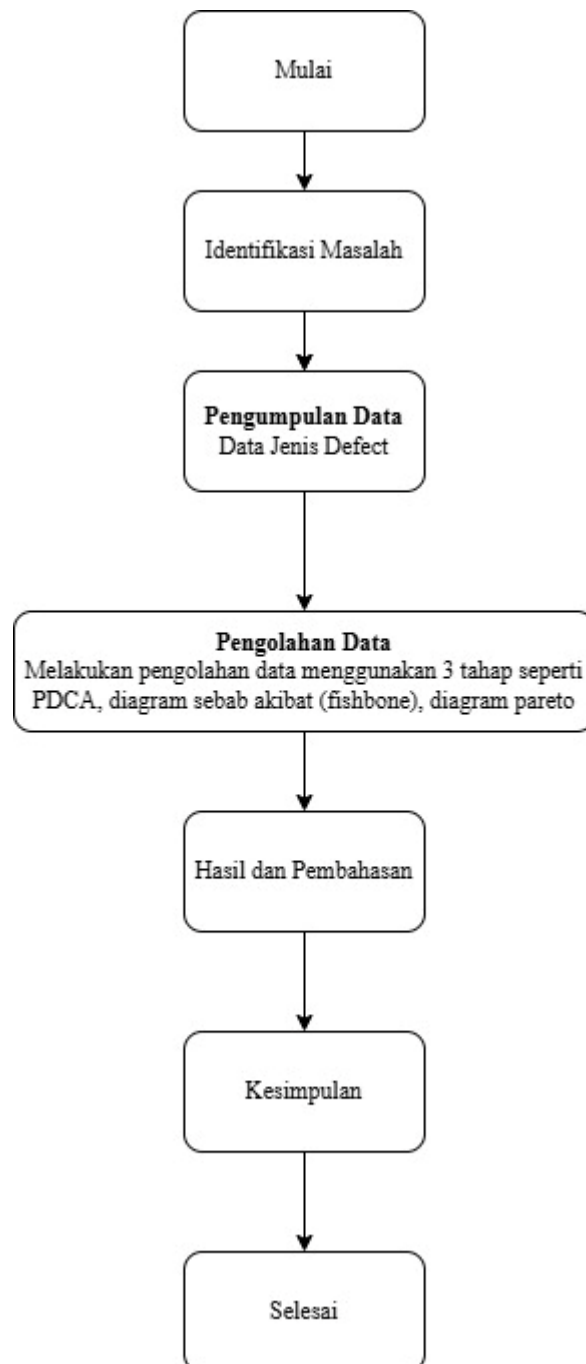 Mulai
Identifikasi Masalah
Pengumpulan Data
Data Jenis Defect
Pengolahan Data
Melakukan pengolahan data menggunakan 3 tahap seperti
PDCA, diagram sebab akibat (fishbone), diagram pareto
Hasil dan Pembahasan
Kesimpulan
Selesai